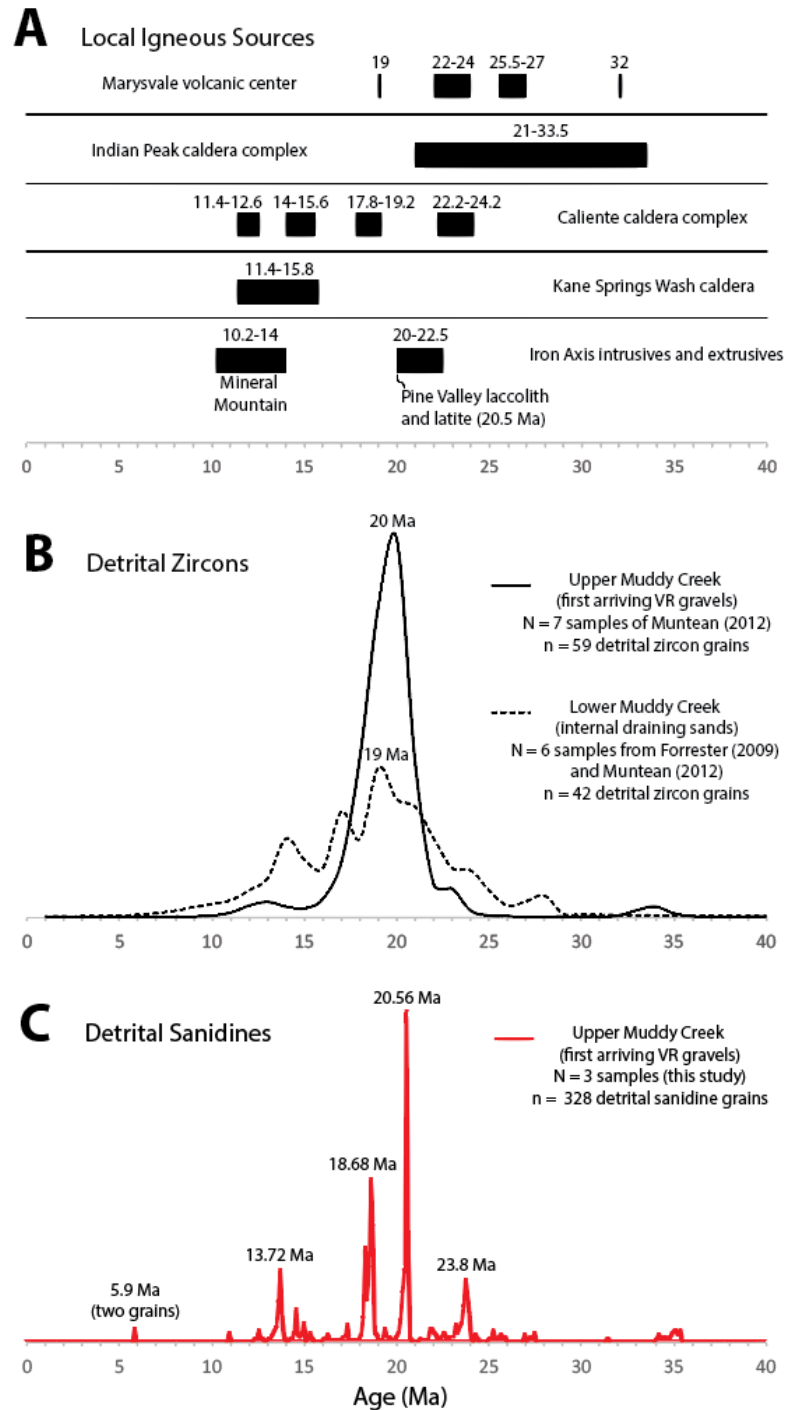 A Local Igneous Sources
19 22-24 25.5-27 32
Marysvale volcanic center
21-33.5
Indian Peak caldera complex
11.4-12.6 14-15.6 17.8-19.2 22.2-24.2
Caliente caldera complex
11.4-15.8
Kane Springs Wash caldera
10.2-14 20-22.5
Iron Axis intrusives and extrusives
Mineral
Mountain
Pine Valley laccolith
and latite (20.5 Ma)
0 5 10 15 20 25 30 35 40
B Detrital Zircons
20 Ma
Upper Muddy Creek
(first arriving VR gravels)
N = 7 samples of Muntean (2012)
n = 59 detrital zircon grains
Lower Muddy Creek
(internal draining sands)
N = 6 samples from Forrester (2009)
and Muntean (2012)
n = 42 detrital zircon grains
19 Ma
0 5 10 15 20 25 30 35 40
C Detrital Sanidines
20.56 Ma
Upper Muddy Creek
(first arriving VR gravels)
N = 3 samples (this study)
n = 328 detrital sanidine grains
18.68 Ma
13.72 Ma
23.8 Ma
5.9 Ma
(two grains)
0 5 10 15 20 25 30 35 40
Age (Ma)